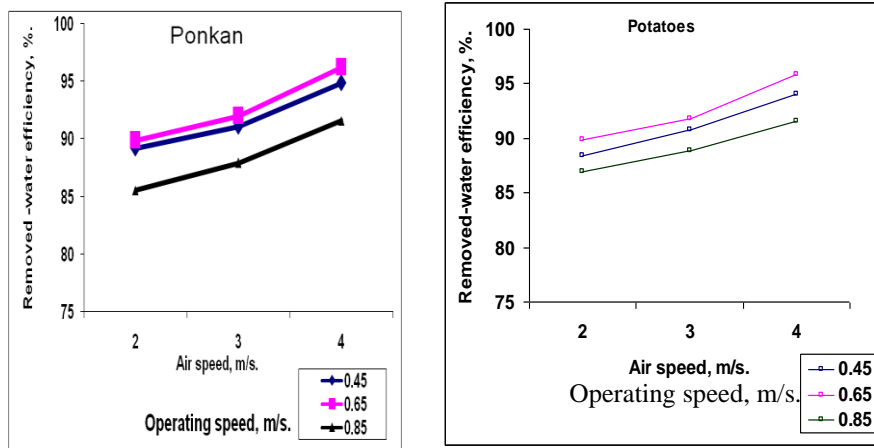 Ponkan
Removed -water efficiency, %.
100
95
90
85
80
75
2 3 4
Air speed, m/s.
Operating speed, m/s.
0.45
0.65
0.85
Potatoes
Removed-water efficiency, %.
100
95
90
85
80
75
2 3 4
Air speed, m/s.
Operating speed, m/s.
0.45
0.65
0.85